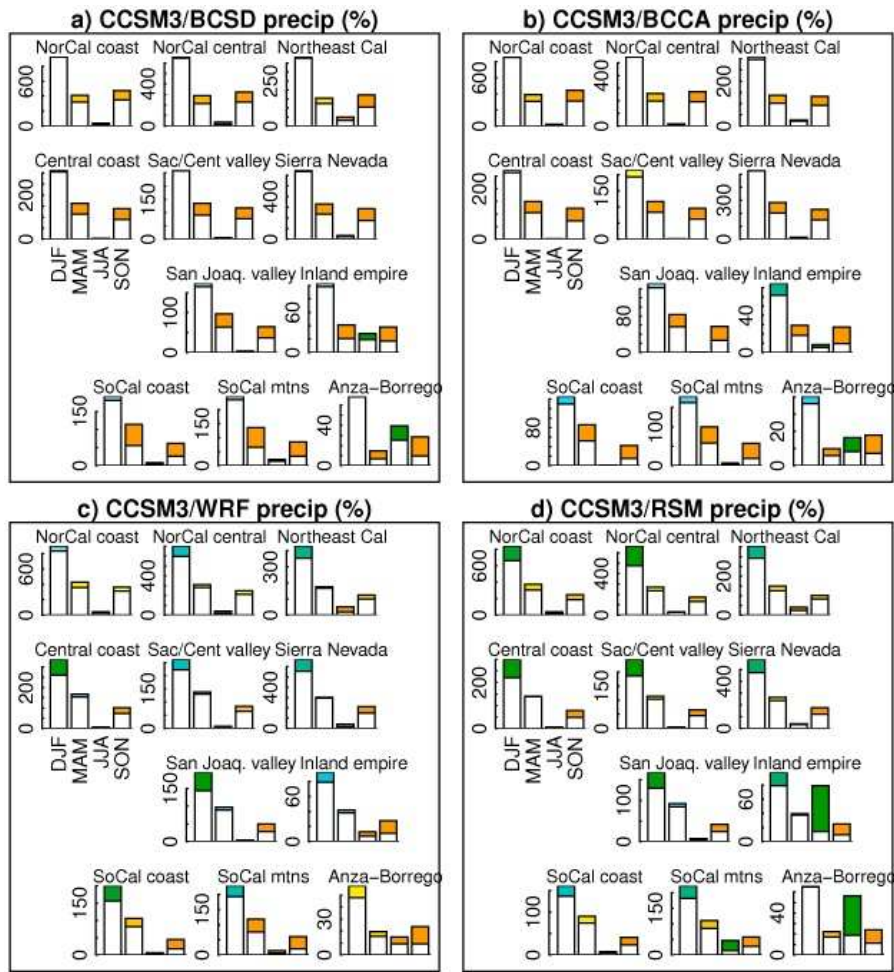 a) CCSM3/BCSD precip (%)
NorCal coast NorCal central Northeast Cal
0 600 0 400 0 250
Central coast Sac/Cent valley Sierra Nevada
0 200 0 150 0 400
DJF MAM JJA SON
San Joaq. valley Inland empire
0 100 0 60
SoCal coast SoCal mtns Anza-Borrego
0 150 0 150 0 40
b) CCSM3/BCCA precip (%)
NorCal coast NorCal central Northeast Cal
0 600 0 400 0 200
Central coast Sac/Cent valley Sierra Nevada
0 200 0 150 0 300
San Joaq. valley Inland empire
0 80 0 40
SoCal coast SoCal mtns Anza-Borrego
0 80 0 100 0 20
c) CCSM3/WRF precip (%)
NorCal coast NorCal central Northeast Cal
0 600 0 400 0 300
Central coast Sac/Cent valley Sierra Nevada
0 200 0 150 0 400
DJF MAM JJA SON
San Joaq. valley Inland empire
0 150 0 60
SoCal coast SoCal mtns Anza-Borrego
0 150 0 200 0 30
d) CCSM3/RSM precip (%)
NorCal coast NorCal central Northeast Cal
0 600 0 400 0 200
Central coast Sac/Cent valley Sierra Nevada
0 200 0 150 0 400
San Joaq. valley Inland empire
0 100 0 60
SoCal coast SoCal mtns Anza-Borrego
0 100 0 150 0 40